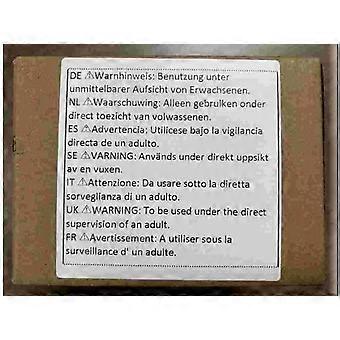 DE ⚠Warnhinweis: Benutzung unter
unmittelbarer Aufsicht von Erwachsenen.
NL ⚠Waarschuwing: Alleen gebruiken onder
direct toezicht van volwassenen.
ES ⚠Advertencia: Utilícese bajo la vigilancia
directa de un adulto.
SE ⚠VARNING: Används under direkt uppsikt
av en vuxen.
IT ⚠Attenzione: Da usare sotto la diretta
sorveglianza di un adulto.
UK ⚠WARNING: To be used under the direct
supervision of an adult.
FR ⚠Avertissement: A utiliser sous la
surveillance d' un adulte.